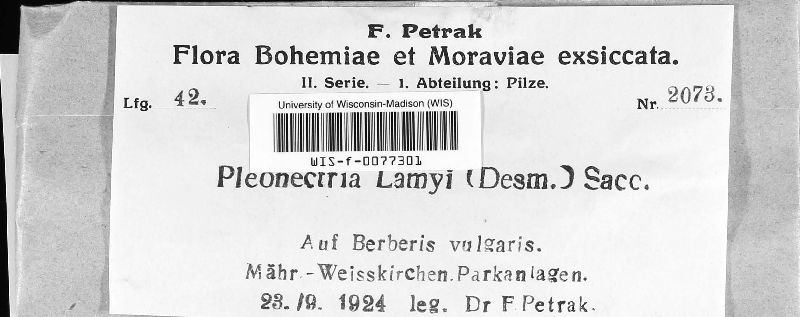 F. Petrak
Flora Bohemiae et Moraviae exsiccata.
II. Serie. — 1. Abteilung: Pilze.
Lfg. 42.
Nr. 2073.
University of Wisconsin-Madison (WIS)
WIS-f-0077301
Pleonectria Lamyi (Desm.) Sacc.
Auf Berberis vulgaris.
Mähr.-Weisskirchen. Parkanlagen.
23./9. 1924 leg. Dr F. Petrak.